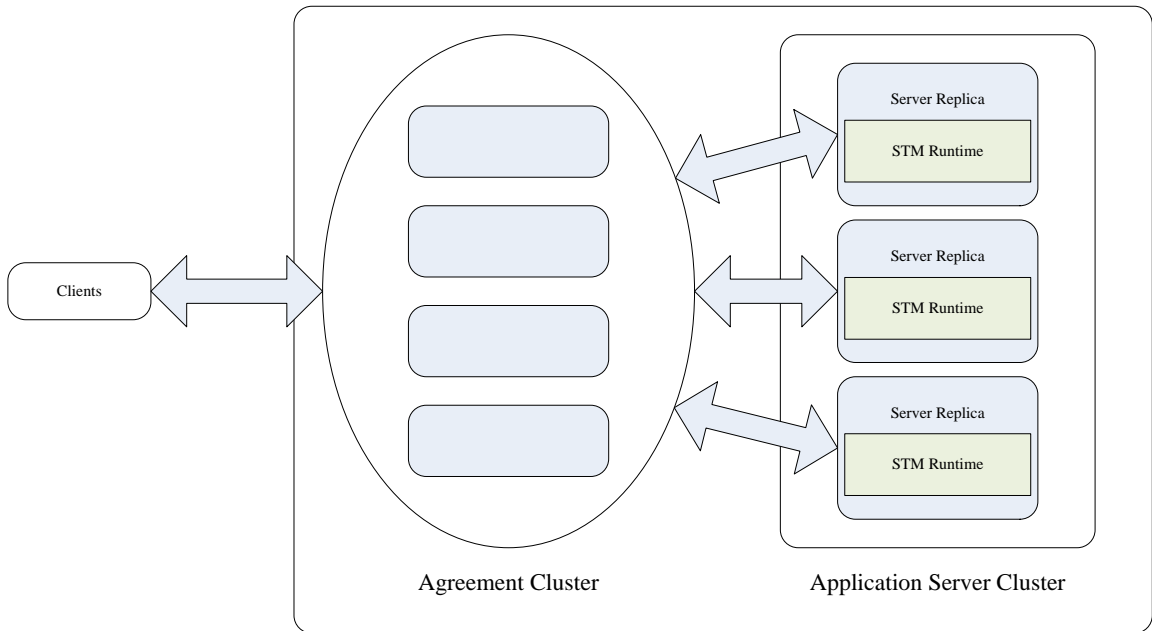 Clients
Server Replica
STM Runtime
Server Replica
STM Runtime
Server Replica
STM Runtime
Agreement Cluster
Application Server Cluster